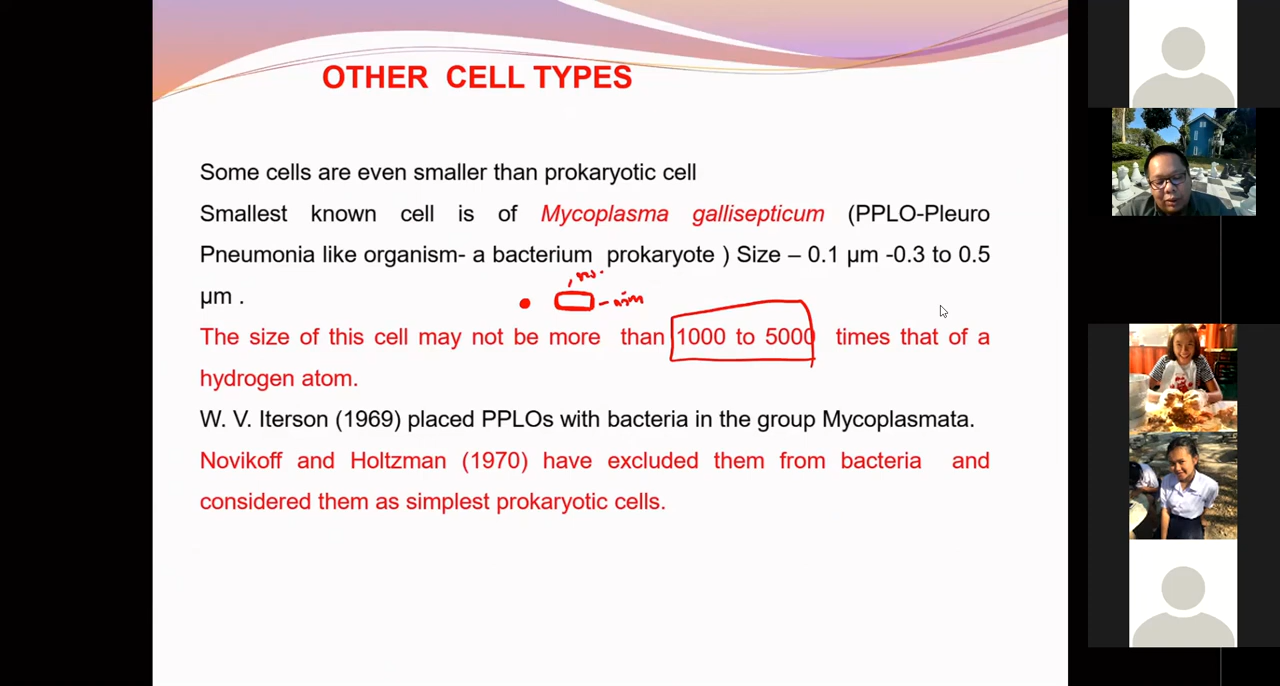 OTHER CELL TYPES
Some cells are even smaller than prokaryotic cell
Smallest known cell is of Mycoplasma gallisepticum (PPLO-Pleuro
Pneumonia like organism- a bacterium prokaryote ) Size – 0.1 μm -0.3 to 0.5
μm .
The size of this cell may not be more than 1000 to 5000 times that of a
hydrogen atom.
W. V. Iterson (1969) placed PPLOs with bacteria in the group Mycoplasmata.
Novikoff and Holtzman (1970) have excluded them from bacteria and
considered them as simplest prokaryotic cells.